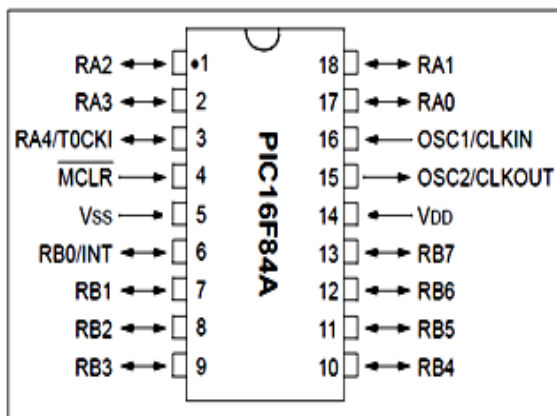 RA2 •1 18 RA1
RA3 2 17 RA0
RA4/T0CKI 3 16 OSC1/CLKIN
MCLR 4 15 OSC2/CLKOUT
VSS 5 14 VDD
RB0/INT 6 13 RB7
RB1 7 12 RB6
RB2 8 11 RB5
RB3 9 10 RB4
PIC16F84A